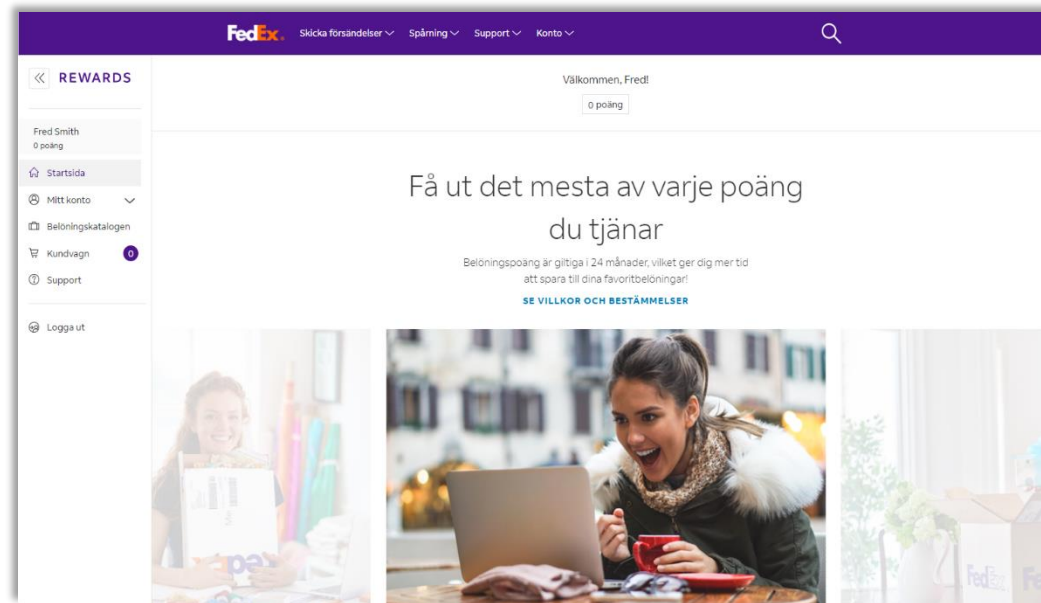 FedEx. Skicka försändelser Spårning Support Konto
REWARDS
Fred Smith
0 poäng
Startsida
Mitt konto
Belöningskatalogen
Kundvagn 0
Support
Logga ut
Välkommen, Fred!
0 poäng
Få ut det mesta av varje poäng
du tjänar
Belöningspoäng är giltiga i 24 månader, vilket ger dig mer tid
att spara till dina favoritbelöningar!
SE VILLKOR OCH BESTÄMMELSER
FedEx